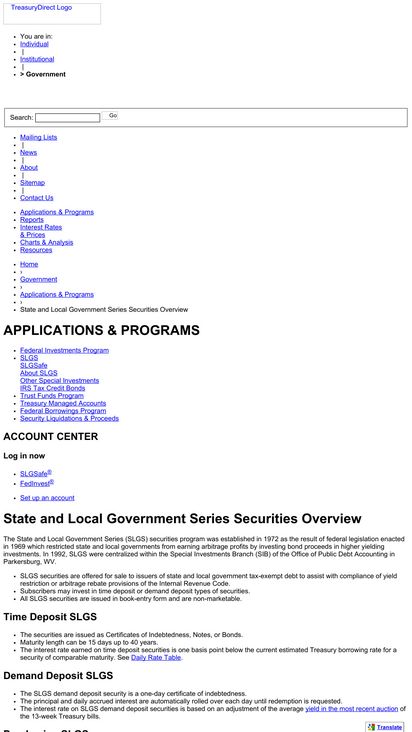 TreasuryDirect Logo
You are in:
Individual
|
Institutional
|
> Government
Search:
Go
Mailing Lists
|
News
|
About
|
Sitemap
|
Contact Us
Applications & Programs
Reports
Interest Rates
& Prices
Charts & Analysis
Resources
Home
›
Government
›
Applications & Programs
›
State and Local Government Series Securities Overview
APPLICATIONS & PROGRAMS
Federal Investments Program
SLGS
SLGSafe
About SLGS
Other Special Investments
IRS Tax Credit Bonds
Trust Funds Program
Treasury Managed Accounts
Federal Borrowings Program
Security Liquidations & Proceeds
ACCOUNT CENTER
Log in now
SLGSafe®
FedInvest®
Set up an account
State and Local Government Series Securities Overview
The State and Local Government Series (SLGS) securities program was established in 1972 as the result of federal legislation enacted
in 1969 which restricted state and local governments from earning arbitrage profits by investing bond proceeds in higher yielding
investments. In 1992, SLGS were centralized within the Special Investments Branch (SIB) of the Office of Public Debt Accounting in
Parkersburg, WV.
SLGS securities are offered for sale to issuers of state and local government tax-exempt debt to assist with compliance of yield
restriction or arbitrage rebate provisions of the Internal Revenue Code.
Subscribers may invest in time deposit or demand deposit types of securities.
All SLGS securities are issued in book-entry form and are non-marketable.
Time Deposit SLGS
The securities are issued as Certificates of Indebtedness, Notes, or Bonds.
Maturity length can be 15 days up to 40 years.
The interest rate earned on time deposit securities is one basis point below the current estimated Treasury borrowing rate for a
security of comparable maturity. See Daily Rate Table.
Demand Deposit SLGS
The SLGS demand deposit security is a one-day certificate of indebtedness.
The principal and daily accrued interest are automatically rolled over each day until redemption is requested.
The interest rate on SLGS demand deposit securities is based on an adjustment of the average yield in the most recent auction of
the 13-week Treasury bills.
Translate